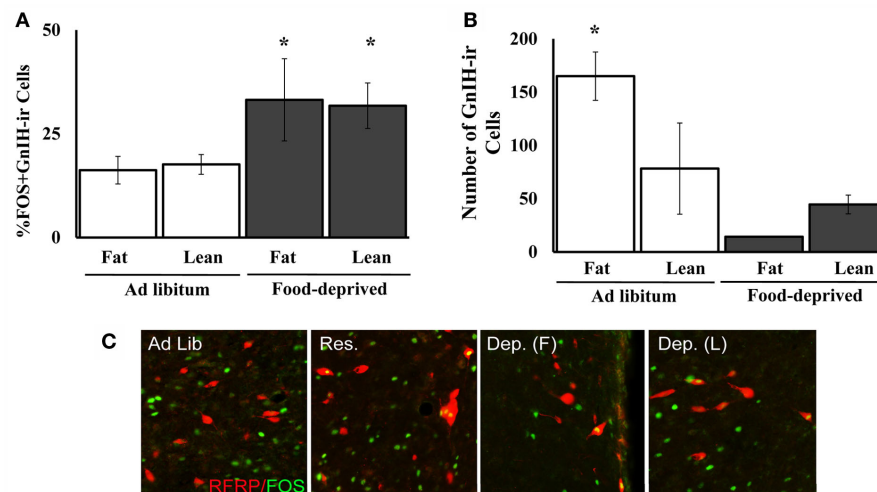 A
%FOS+GnIH-ir Cells
50
25
0
*
*
Fat
Lean
Fat
Lean
Ad libitum
Food-deprived
B
Number of GnIH-ir
Cells
200
150
100
50
0
*
Fat
Lean
Fat
Lean
Ad libitum
Food-deprived
C
Ad Lib
Res.
Dep. (F)
Dep. (L)
RFRP/FOS